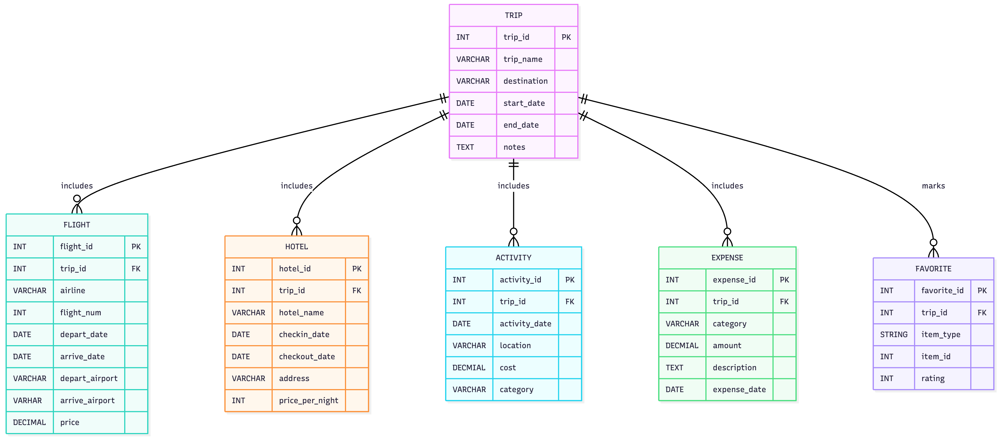 TRIP
INT trip_id PK
VARCHAR trip_name
VARCHAR destination
DATE start_date
DATE end_date
TEXT notes
includes
includes
includes
includes
marks
FLIGHT
INT flight_id PK
INT trip_id FK
VARCHAR airline
INT flight_num
DATE depart_date
DATE arrive_date
VARCHAR depart_airport
VARHAR arrive_airport
DECIMAL price
HOTEL
INT hotel_id PK
INT trip_id FK
VARCHAR hotel_name
DATE checkin_date
DATE checkout_date
VARCHAR address
INT price_per_night
ACTIVITY
INT activity_id PK
INT trip_id FK
DATE activity_date
VARCHAR location
DECMIAL cost
VARCHAR category
EXPENSE
INT expense_id PK
INT trip_id FK
VARCHAR category
DECMIAL amount
TEXT description
DATE expense_date
FAVORITE
INT favorite_id PK
INT trip_id FK
STRING item_type
INT item_id
INT rating